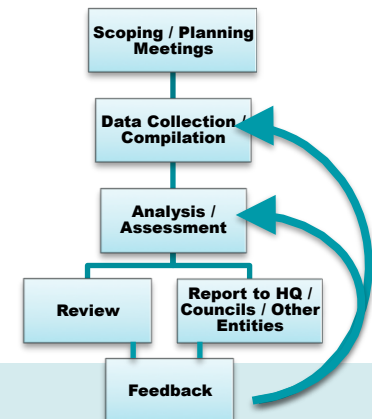 Scoping / Planning
Meetings
Data Collection /
Compilation
Analysis /
Assessment
Review
Report to HQ /
Councils / Other
Entities
Feedback